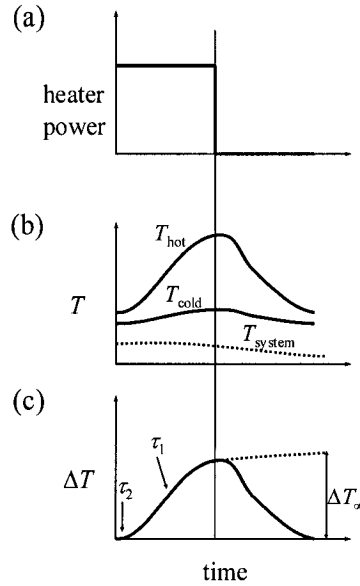 (a)
heater
power
(b)
T
T_hot
T_cold
T_system
(c)
ΔT
τ_2
τ_1
ΔT_∞
time